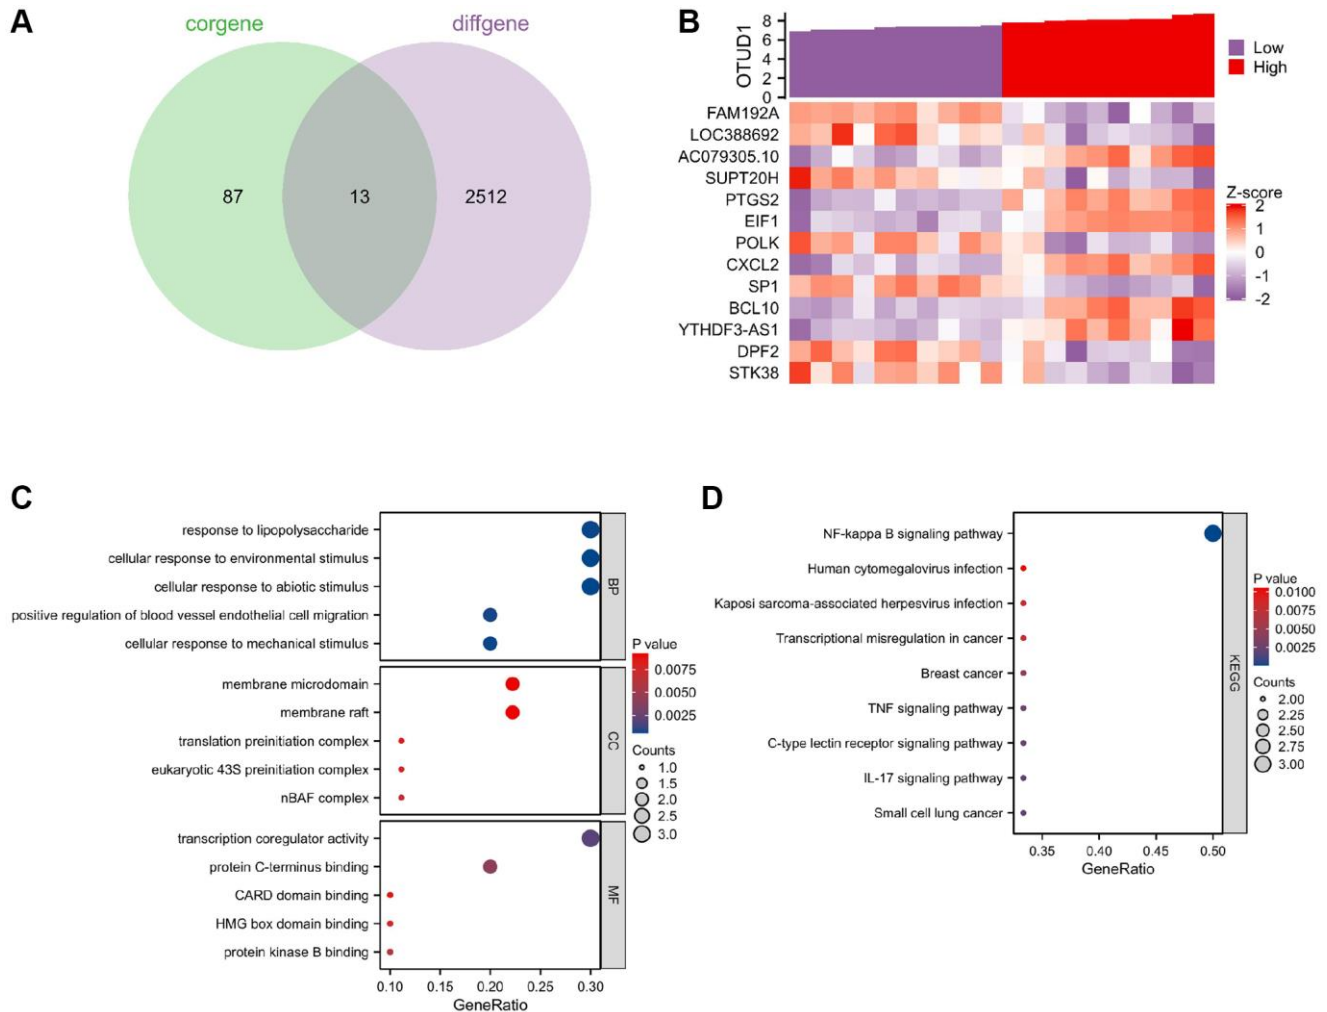 A
corgene
diffgene
87
13
2512
B
OTUD1
8
6
4
2
0
Low
High
FAM192A
LOC388692
AC079305.10
SUPT20H
PTGS2
EIF1
POLK
CXCL2
SP1
BCL10
YTHDF3-AS1
DPF2
STK38
Z-score
2
1
0
-1
-2
C
response to lipopolysaccharide
cellular response to environmental stimulus
cellular response to abiotic stimulus
positive regulation of blood vessel endothelial cell migration
cellular response to mechanical stimulus
BP
membrane microdomain
membrane raft
translation preinitiation complex
eukaryotic 43S preinitiation complex
nBAF complex
CC
transcription coregulator activity
protein C-terminus binding
CARD domain binding
HMG box domain binding
protein kinase B binding
MF
0.10 0.15 0.20 0.25 0.30
GeneRatio
P value
0.0075
0.0050
0.0025
Counts
1.0
1.5
2.0
2.5
3.0
D
NF-kappa B signaling pathway
Human cytomegalovirus infection
Kaposi sarcoma-associated herpesvirus infection
Transcriptional misregulation in cancer
Breast cancer
TNF signaling pathway
C-type lectin receptor signaling pathway
IL-17 signaling pathway
Small cell lung cancer
KEGG
0.35 0.40 0.45 0.50
GeneRatio
P value
0.0100
0.0075
0.0050
0.0025
Counts
2.00
2.25
2.50
2.75
3.00